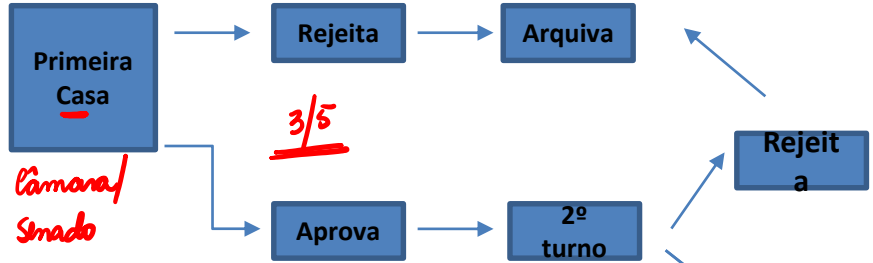 Primeira
Casa
Rejeita
Arquiva
3/5
Câmara/
Senado
Aprova
2º
turno
Rejeit
a